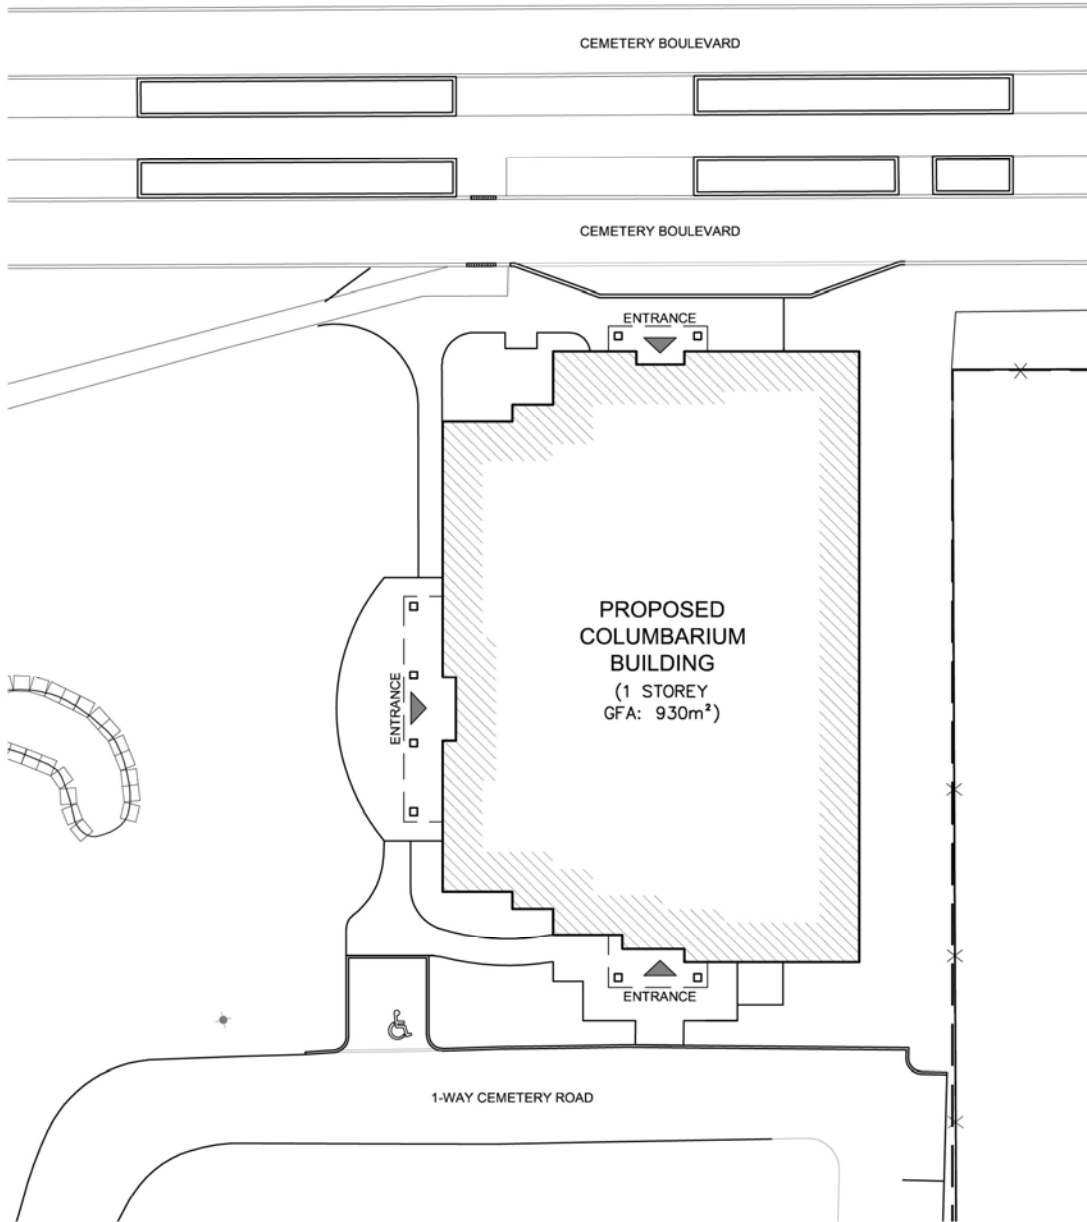 CEMETERY BOULEVARD
CEMETERY BOULEVARD
ENTRANCE
PROPOSED
COLUMBARIUM
BUILDING
(1 STOREY
GFA: 930m²)
ENTRANCE
ENTRANCE
1-WAY CEMETERY ROAD